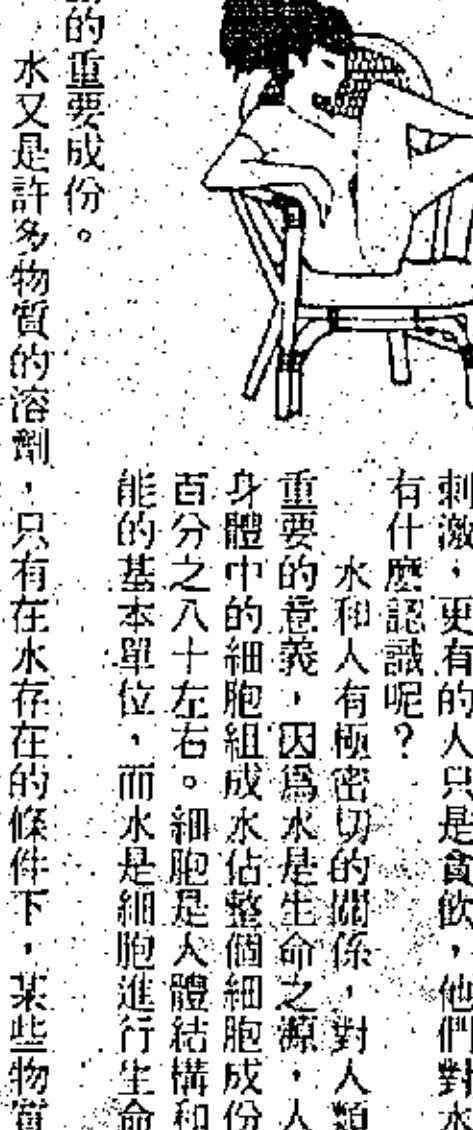 刺激，更有的人只是貪飲，他們對水
有什麼認識呢？
水和人有極密切的關係，對人類
重要的意義，因爲水是生命之源，人
身體中的細胞組成水佔整個細胞成份
百分之八十左右。細胞是人體結構和
能的基本單位，而水是細胞進行生命
的重要成份。
水又是許多物質的溶劑，只有在水存在的條件下，某些物質